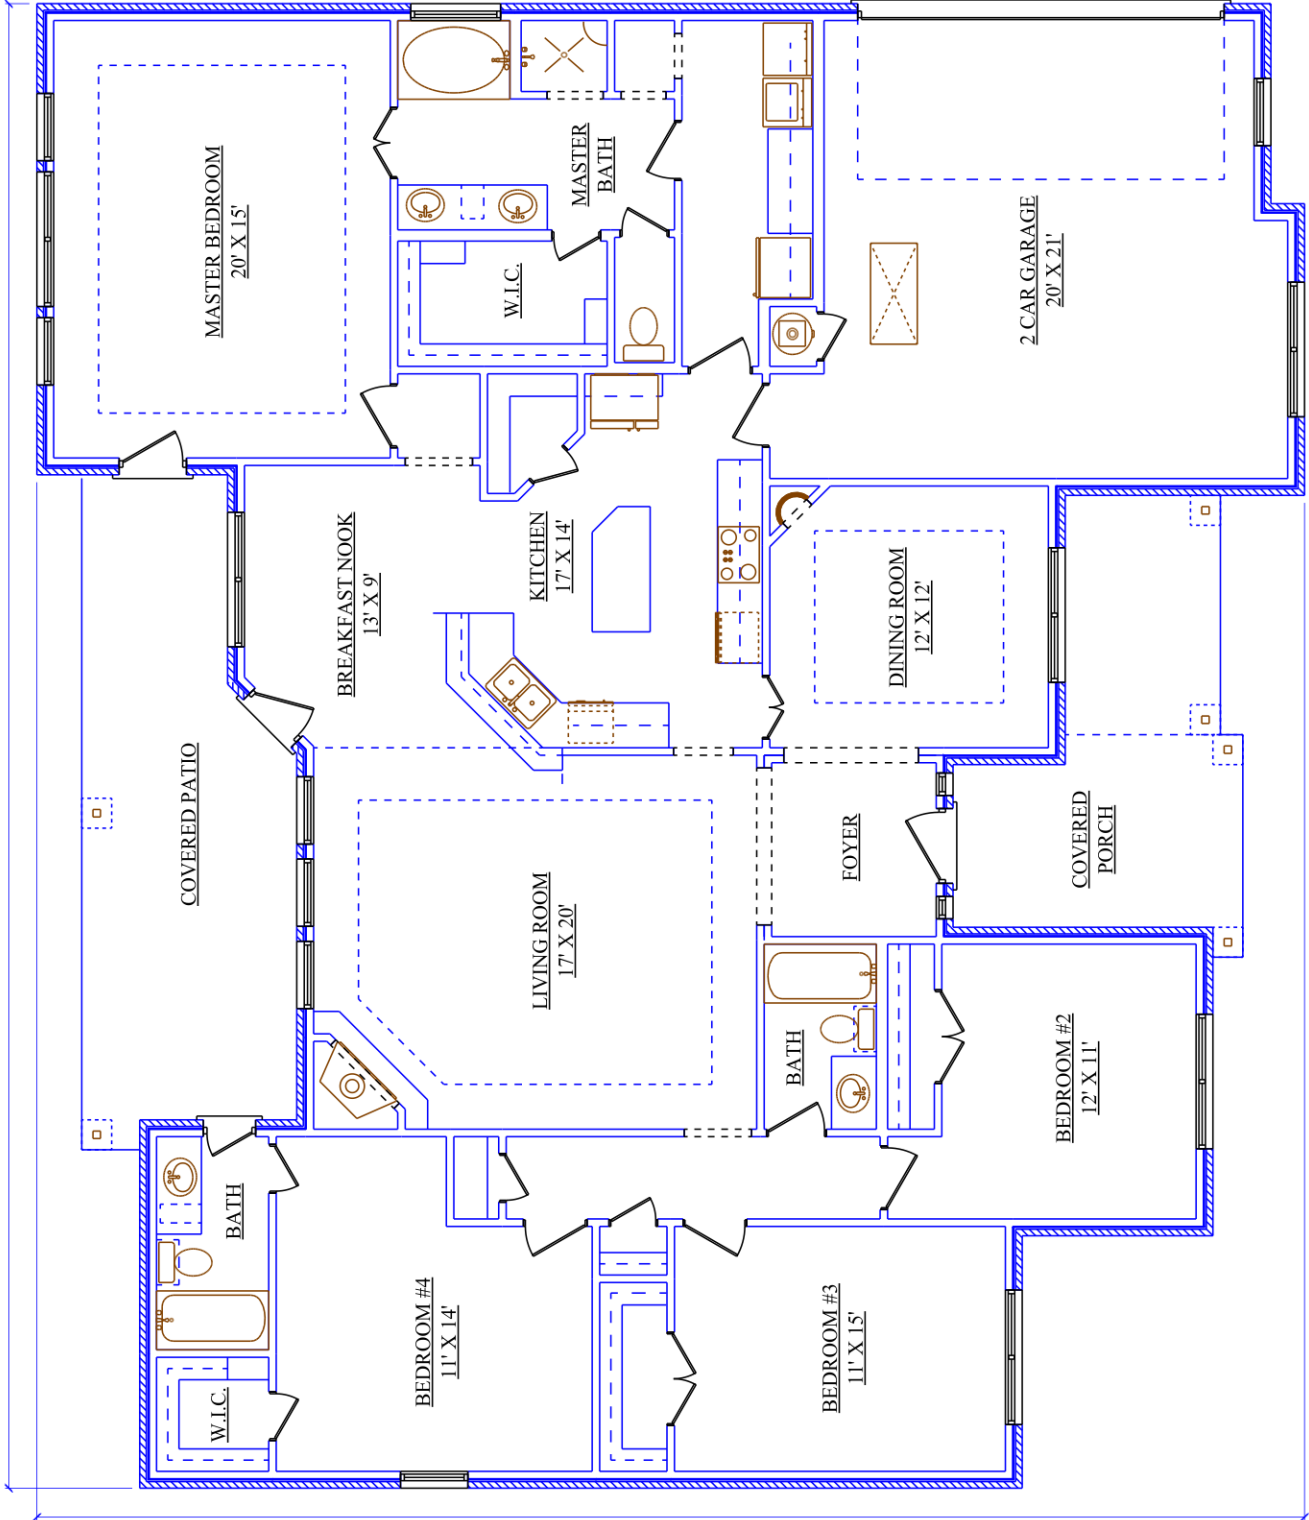 MASTER BEDROOM
20' X 15'
MASTER
BATH
W.I.C.
2 CAR GARAGE
20' X 21'
BREAKFAST NOOK
13' X 9'
KITCHEN
17' X 14'
DINING ROOM
12' X 12'
COVERED PATIO
LIVING ROOM
17' X 20'
FOYER
COVERED
PORCH
BATH
BEDROOM #2
12' X 11'
BATH
W.I.C.
BEDROOM #4
11' X 14'
BEDROOM #3
11' X 15'